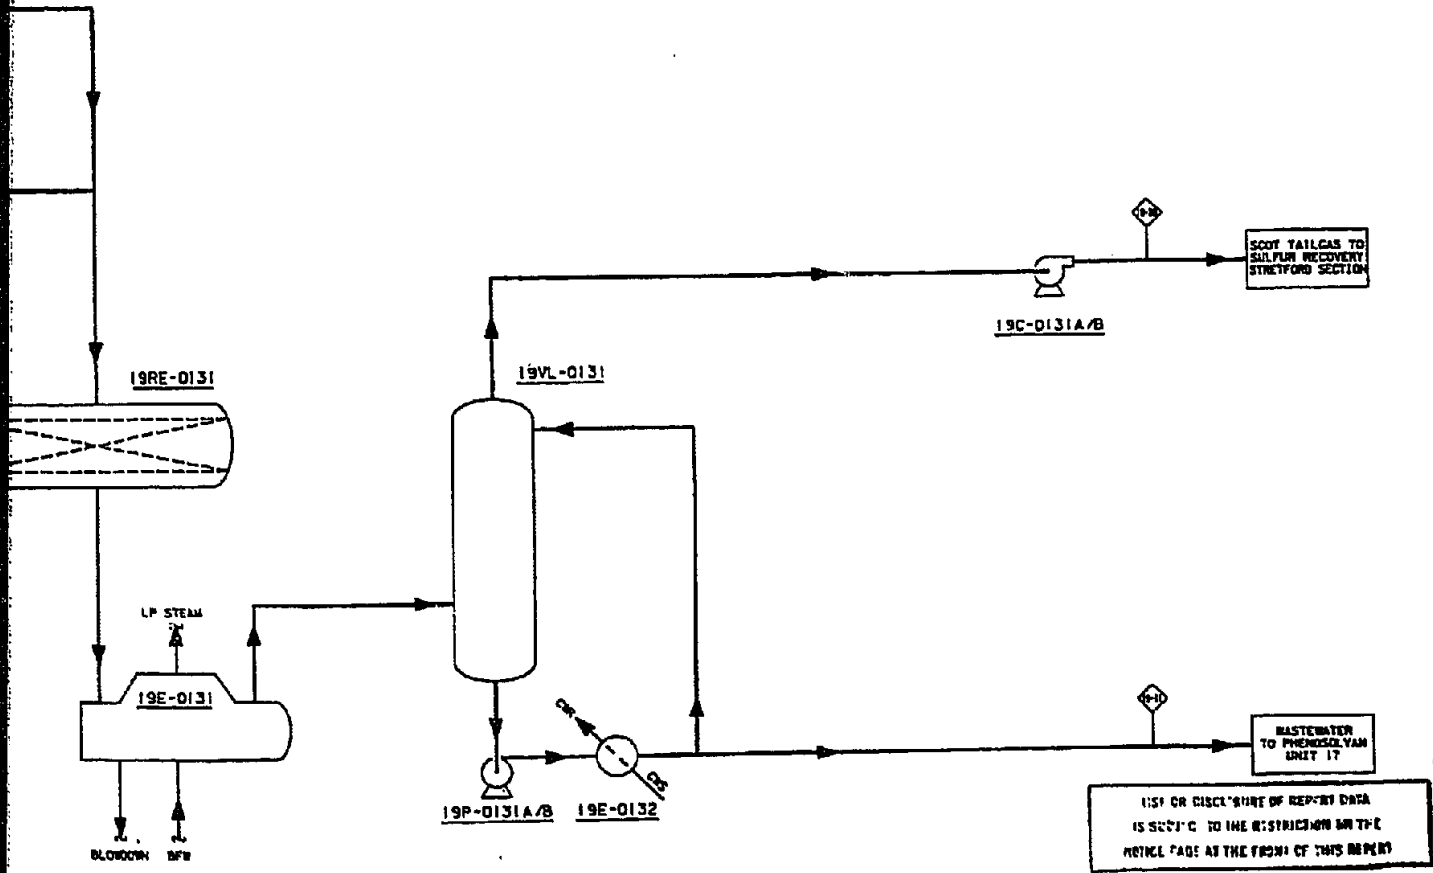 SCOT TAILGAS TO
SULFUR RECOVERY
STRETFORD SECTION
19C-0131A/B
19RE-0131
19VL-0131
LP STEAM
19E-0131
CWR
CWS
19P-0131A/B
19E-0132
BLOWDOWN
BFW
WASTEWATER
TO PHENOSOLVAN
UNIT 17
USE OR DISCLOSURE OF REPORT DATA
IS SUBJECT TO THE RESTRICTION ON THE
NOTICE PAGE AT THE FRONT OF THIS REPORT